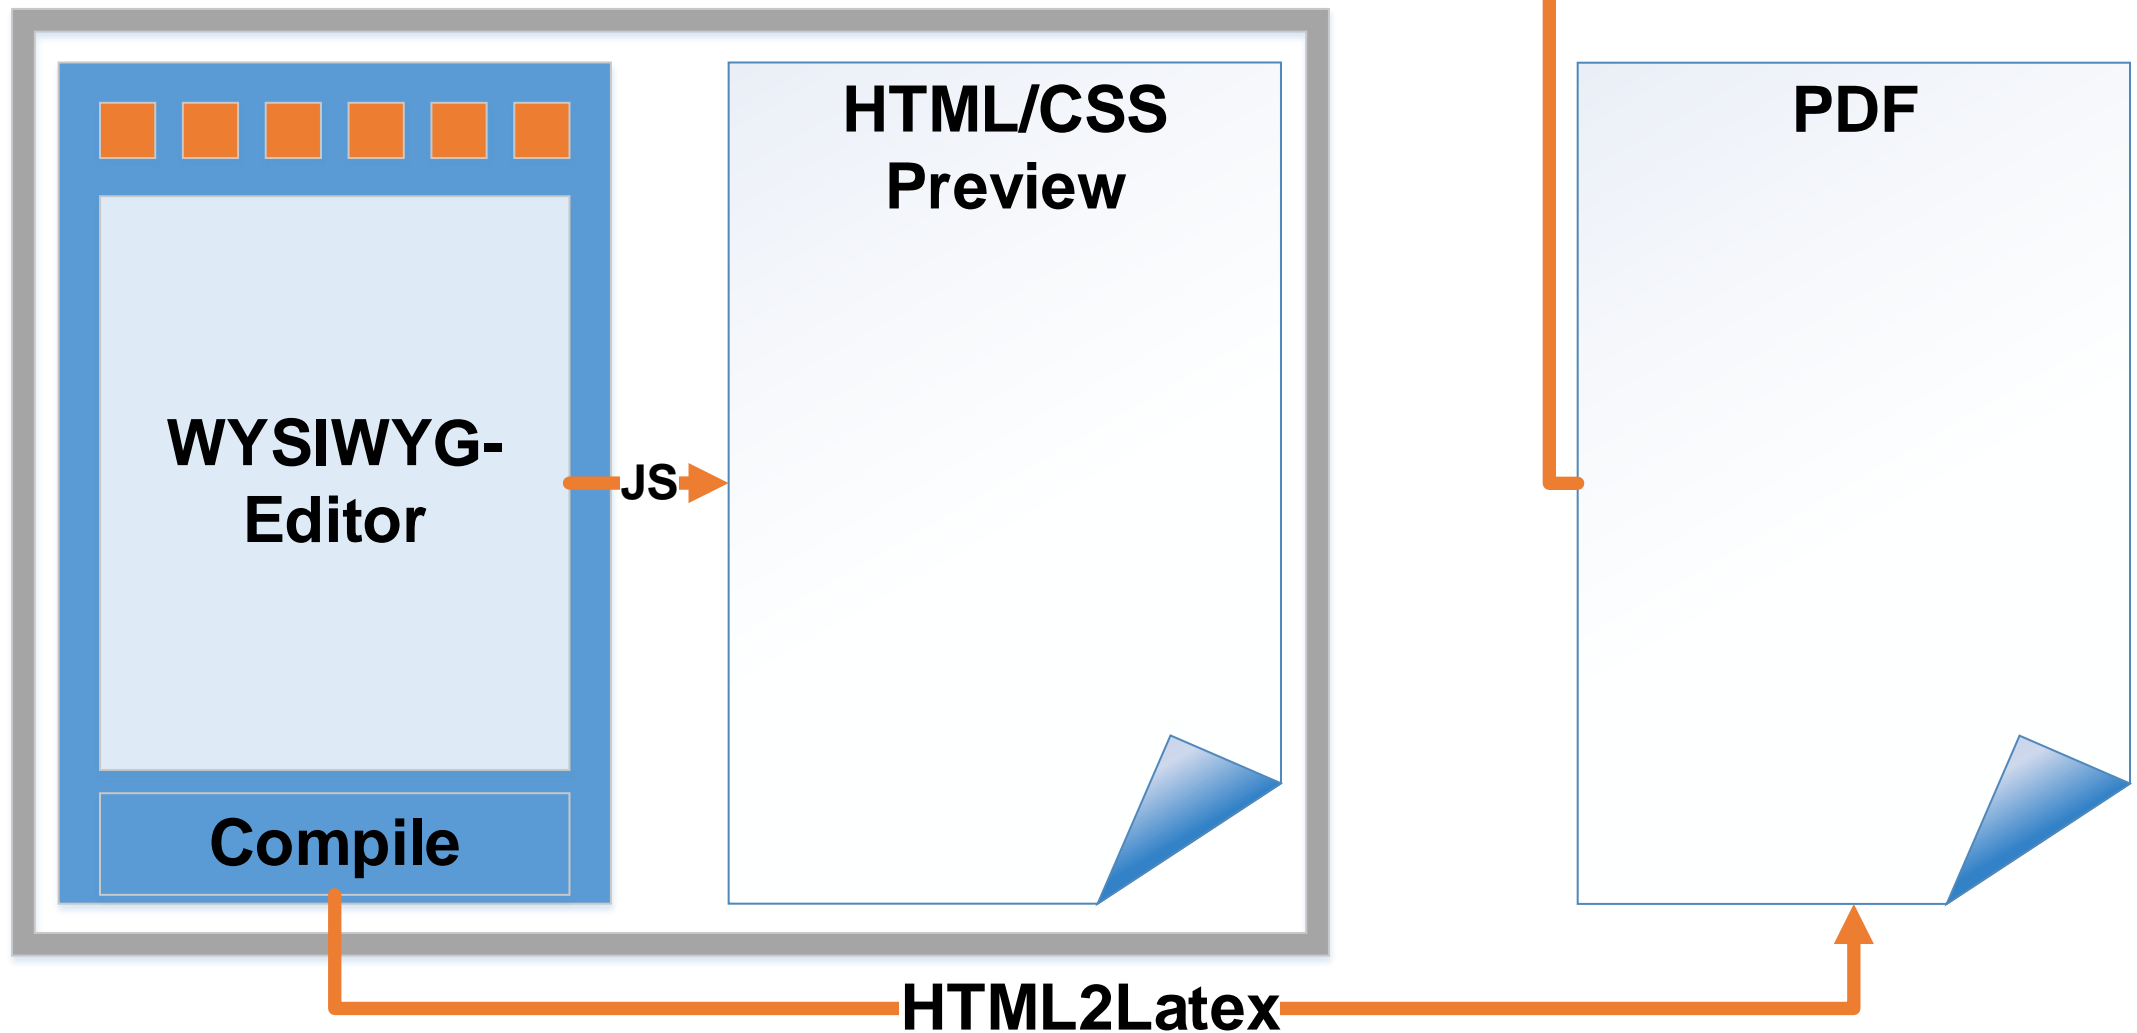 HTML/CSS
Preview
PDF
WYSIWYG-
Editor
JS
Compile
HTML2Latex